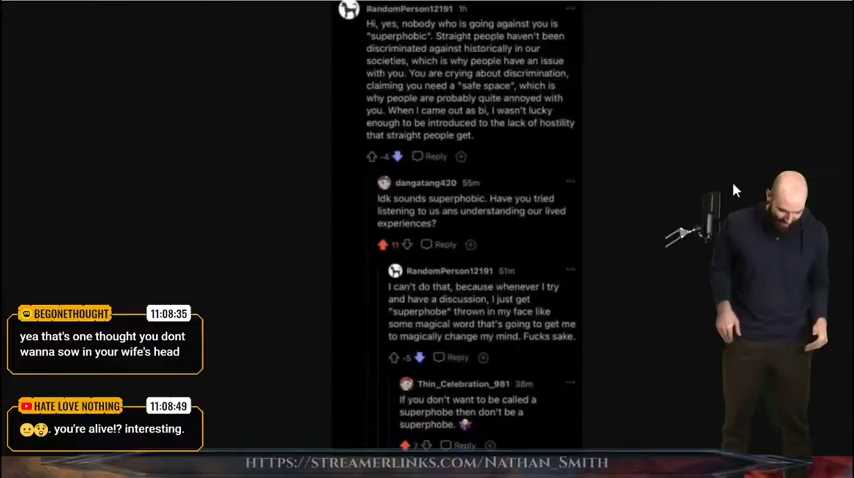 RandomPerson12191 1h
Hi, yes, nobody who is going against you is
"superphobic". Straight people haven't been
discriminated against historically in our
societies, which is why people have an issue
with you. You are crying about discrimination,
claiming you need a "safe space", which is
why people are probably quite annoyed with
you. When I came out as bi, I wasn't lucky
enough to be introduced to the lack of hostility
that straight people get.
-4 Reply
dangatang420 55m
Idk sounds superphobic. Have you tried
listening to us ans understanding our lived
experiences?
11 Reply
RandomPerson12191 51m
I can't do that, because whenever I try
and have a discussion, I just get
"superphobe" thrown in my face like
some magical word that's going to get me
to magically change my mind. Fucks sake.
-5 Reply
Thin_Celebration_981 38m
If you don't want to be called a
superphobe then don't be a
superphobe. 🤷
7 Reply
BEGONETHOUGHT 11:08:35
yea that's one thought you dont
wanna sow in your wife's head
HATE LOVE NOTHING 11:08:49
. you're alive!? interesting.
HTTPS://STREAMERLINKS.COM/NATHAN_SMITH